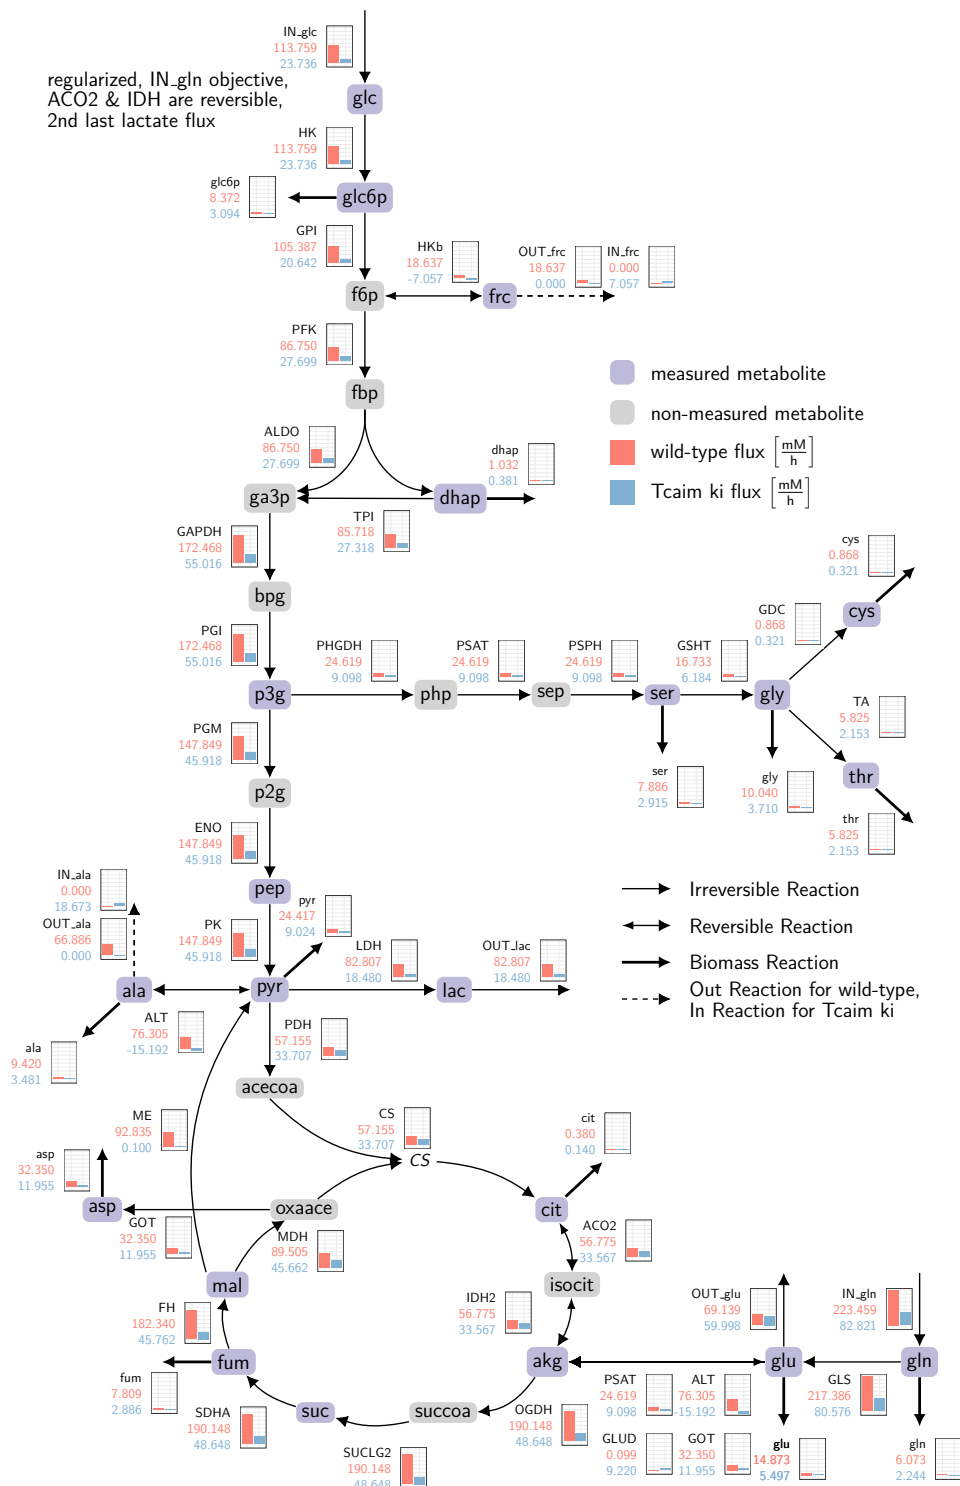 IN_glc
113.759
23.736
regularized, IN_gln objective,
ACO2 & IDH are reversible,
2nd last lactate flux
glc
HK
113.759
23.736
glc6p
8.372
3.094
glc6p
GPI
105.387
20.642
HKb
18.637
-7.057
OUT_frc
18.637
0.000
IN_frc
0.000
7.057
f6p
frc
PFK
86.750
27.699
fbp
measured metabolite
non-measured metabolite
wild-type flux [mM/h]
Tcaim ki flux [mM/h]
ALDO
86.750
27.699
dhap
1.032
0.381
ga3p
dhap
TPI
85.718
27.318
GAPDH
172.468
55.016
bpg
cys
0.868
0.321
cys
GDC
0.868
0.321
PGI
172.468
55.016
PHGDH
24.619
9.098
PSAT
24.619
9.098
PSPH
24.619
9.098
GSHT
16.733
6.184
p3g
php
sep
ser
gly
TA
5.825
2.153
thr
PGM
147.849
45.918
ser
7.886
2.915
gly
10.040
3.710
thr
5.825
2.153
p2g
ENO
147.849
45.918
pep
IN_ala
0.000
18.673
OUT_ala
66.886
0.000
PK
147.849
45.918
pyr
24.417
9.024
LDH
82.807
18.480
OUT_lac
82.807
18.480
Irreversible Reaction
Reversible Reaction
Biomass Reaction
Out Reaction for wild-type,
In Reaction for Tcaim ki
ala
pyr
lac
ALT
76.305
-15.192
ala
9.420
3.481
PDH
57.155
33.707
acecoa
ME
92.835
0.100
CS
57.155
33.707
CS
cit
0.380
0.140
asp
32.350
11.955
asp
oxaace
cit
GOT
32.350
11.955
MDH
89.505
45.662
ACO2
56.775
33.567
mal
isocit
FH
182.340
45.762
IDH2
56.775
33.567
OUT_glu
69.139
59.998
IN_gln
223.459
82.821
fum
akg
glu
gln
fum
7.809
2.886
PSAT
24.619
9.098
ALT
76.305
-15.192
GLS
217.386
80.576
SDHA
190.148
48.648
suc
succoa
OGDH
190.148
48.648
GLUD
0.099
9.220
GOT
32.350
11.955
glu
14.873
5.497
gln
6.073
2.244
SUCLG2
190.148
48.648